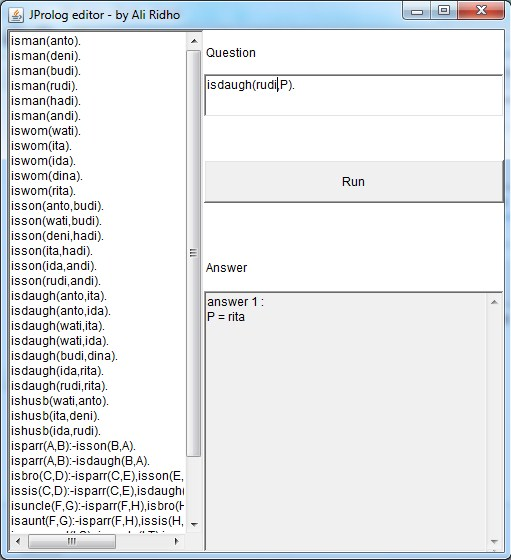 JProlog editor - by Ali Ridho
isman(anto).
isman(deni).
isman(budi).
isman(rudi).
isman(hadi).
isman(andi).
iswom(wati).
iswom(ita).
iswom(ida).
iswom(dina).
iswom(rita).
isson(anto,budi).
isson(wati,budi).
isson(deni,hadi).
isson(ita,hadi).
isson(ida,andi).
isson(rudi,andi).
isdaugh(anto,ita).
isdaugh(anto,ida).
isdaugh(wati,ita).
isdaugh(wati,ida).
isdaugh(budi,dina).
isdaugh(ida,rita).
isdaugh(rudi,rita).
ishusb(wati,anto).
ishusb(ita,deni).
ishusb(ida,rudi).
isparr(A,B):-isson(B,A).
isparr(A,B):-isdaugh(B,A).
isbro(C,D):-isparr(C,E),isson(E,
issis(C,D):-isparr(C,E),isdaugh(
isuncle(F,G):-isparr(F,H),isbro(H
isaunt(F,G):-isparr(F,H),issis(H,
Question
isdaugh(rudi,P).
Run
Answer
answer 1 :
P = rita